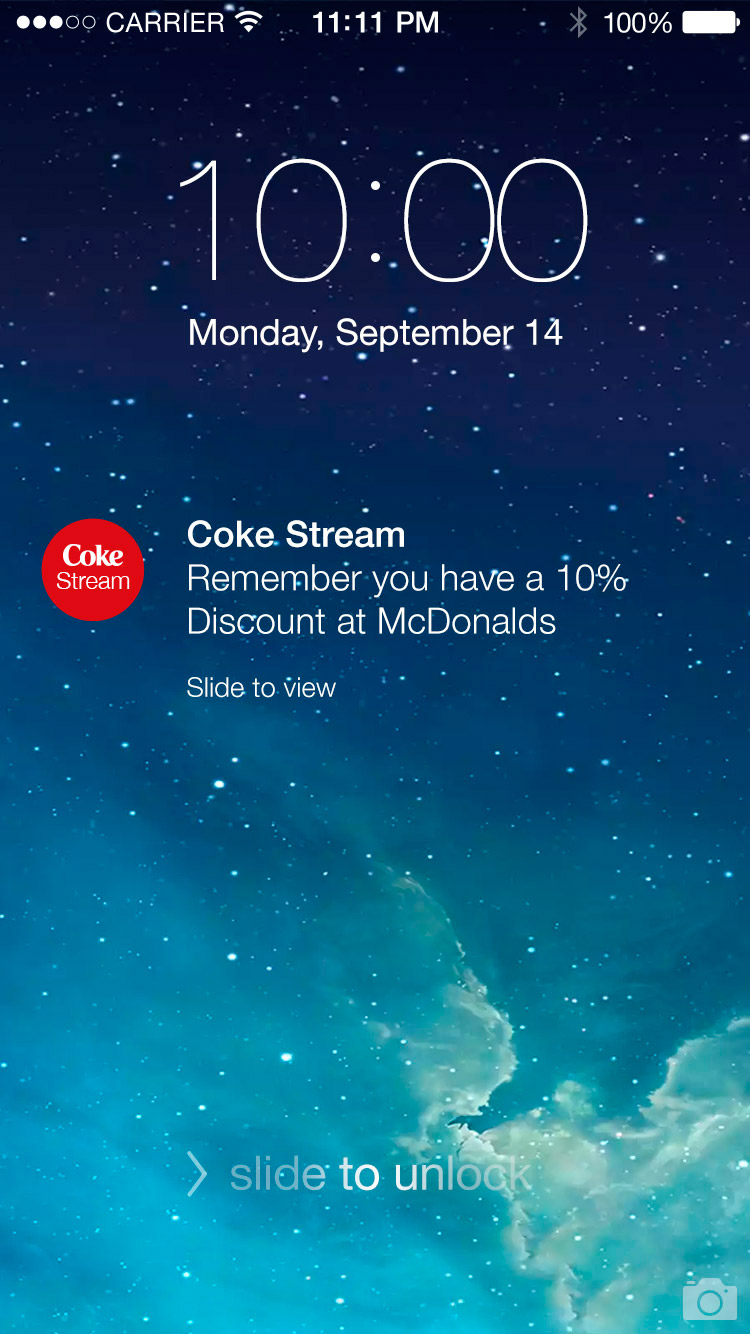 CARRIER 11:11 PM 100%
10:00
Monday, September 14
Coke Stream
Coke
Stream
Remember you have a 10%
Discount at McDonalds
Slide to view
slide to unlock